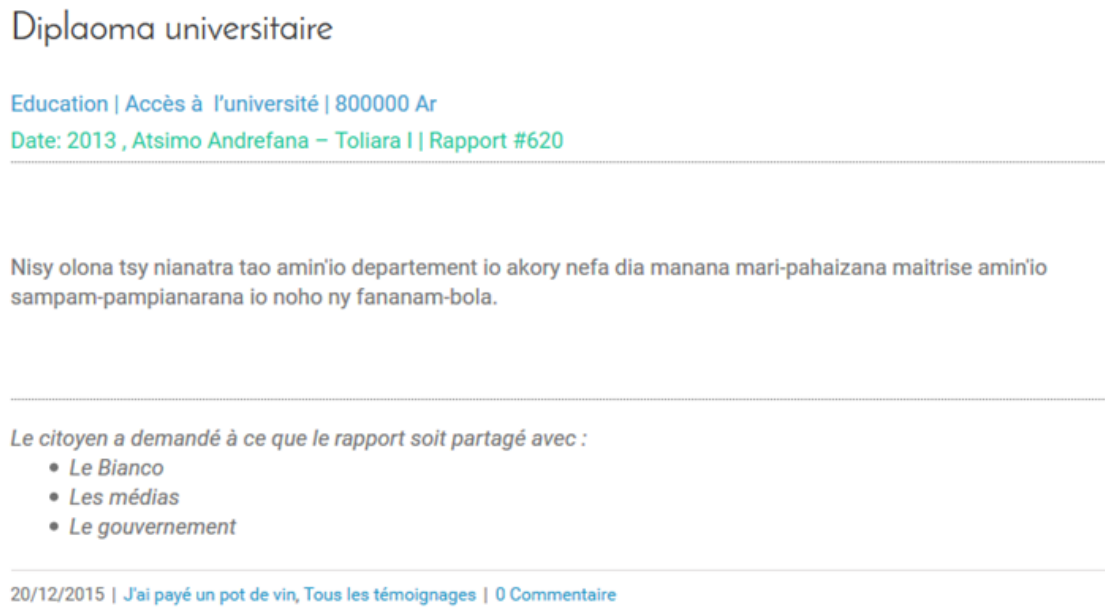 Diplaoma universitaire
Education | Accès à l'université | 800000 Ar
Date: 2013 , Atsimo Andrefana – Toliara I | Rapport #620
Nisy olona tsy nianatra tao amin'io departement io akory nefa dia manana mari-pahaizana maitrise amin'io
sampam-pampianarana io noho ny fananam-bola.
Le citoyen a demandé à ce que le rapport soit partagé avec :
• Le Bianco
• Les médias
• Le gouvernement
20/12/2015 | J'ai payé un pot de vin, Tous les témoignages | 0 Commentaire